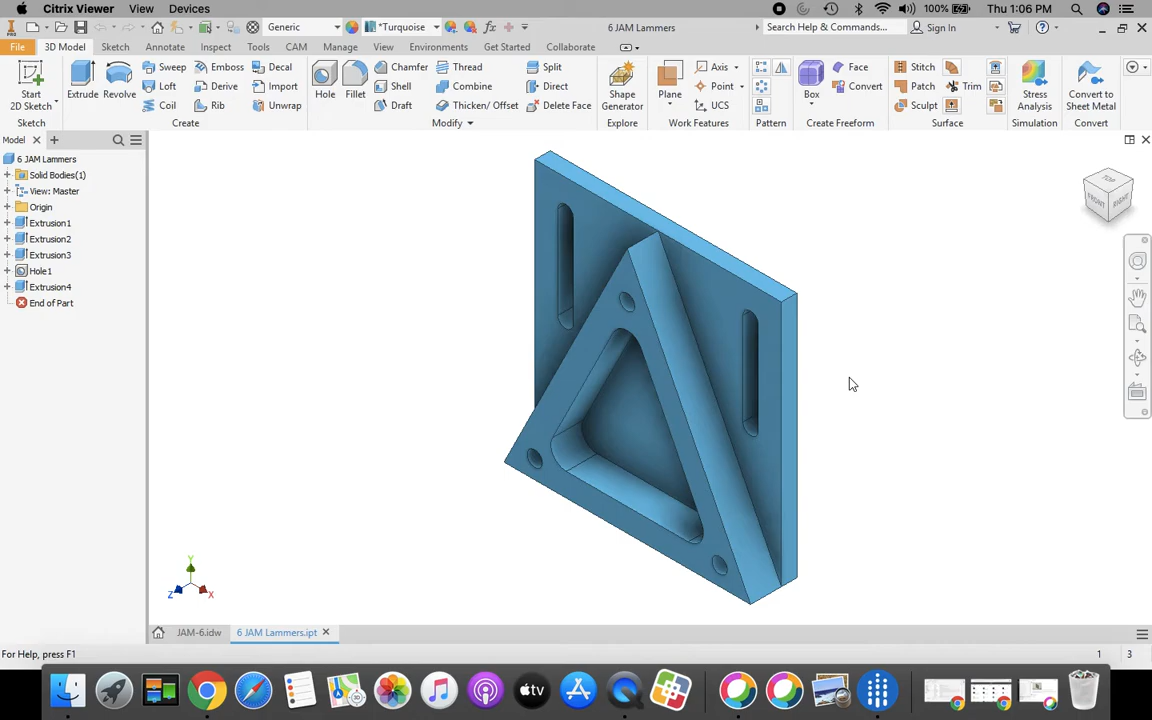 Citrix Viewer View Devices 100% Thu 1:06 PM
PRO Generic *Turquoise fx 6 JAM Lammers Search Help & Commands... Sign In
File 3D Model Sketch Annotate Inspect Tools CAM Manage View Environments Get Started Collaborate
Start 2D Sketch Extrude Revolve Sweep Emboss Decal Hole Fillet Chamfer Thread Split Shape Generator Plane Axis Box Face Stitch Stress Analysis Convert to Sheet Metal
Loft Derive Import Shell Combine Direct Point Convert Patch Trim
Coil Rib Unwrap Draft Thicken/ Offset Delete Face UCS Sculpt
Sketch Create Modify Explore Work Features Pattern Create Freeform Surface Simulation Convert
Model
6 JAM Lammers
Solid Bodies(1)
View: Master
Origin
Extrusion1
Extrusion2
Extrusion3
Hole1
Extrusion4
End of Part
TOP
FRONT RIGHT
Y
Z X
JAM-6.idw 6 JAM Lammers.ipt
For Help, press F1 1 3
tv